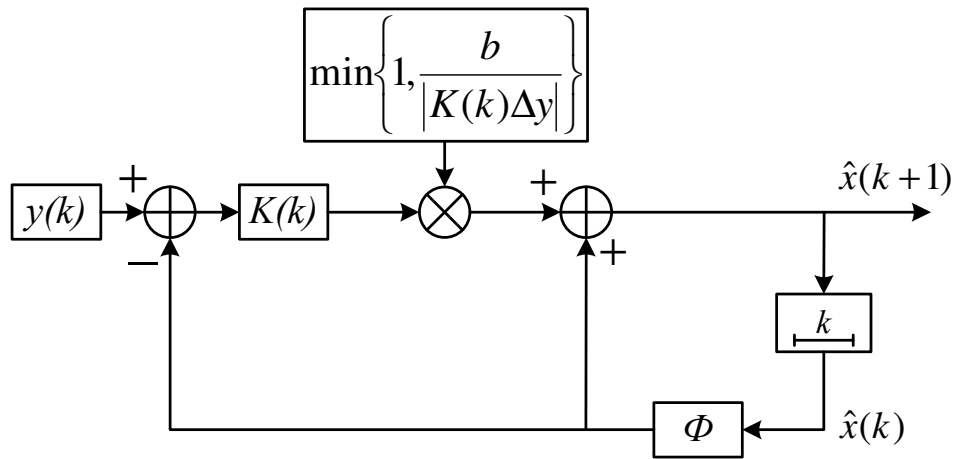 min{1, b / |K(k)Δy|}
+ + x̂(k+1)
y(k) K(k)
− +
k
Φ x̂(k)